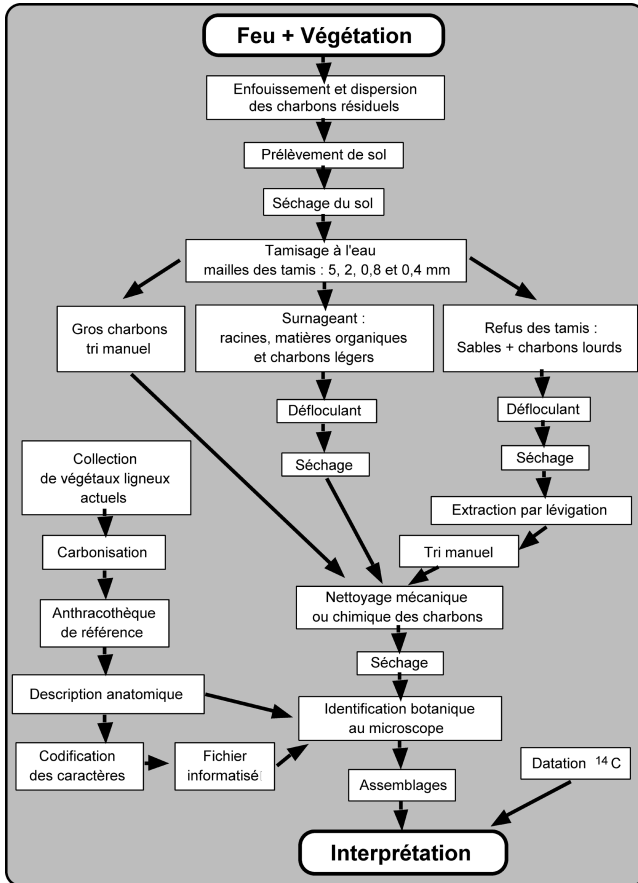 Feu + Végétation
Enfouissement et dispersion
des charbons résiduels
Prélèvement de sol
Séchage du sol
Tamisage à l'eau
mailles des tamis : 5, 2, 0,8 et 0,4 mm
Gros charbons
tri manuel
Surnageant :
racines, matières organiques
et charbons légers
Refus des tamis :
Sables + charbons lourds
Défloculant
Séchage
Défloculant
Séchage
Extraction par lévigation
Tri manuel
Collection
de végétaux ligneux
actuels
Carbonisation
Anthracothèque
de référence
Description anatomique
Codification
des caractères
Fichier
informatisé
Nettoyage mécanique
ou chimique des charbons
Séchage
Identification botanique
au microscope
Assemblages
Datation 14 C
Interprétation